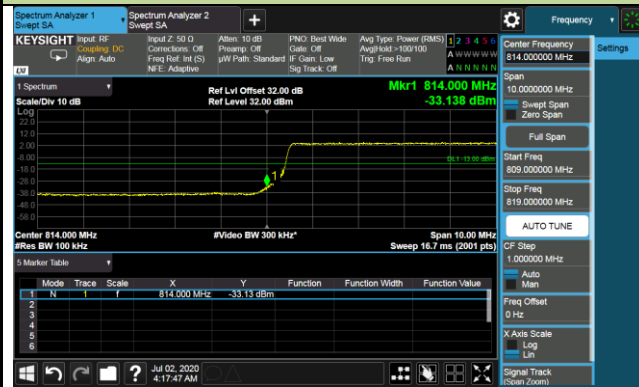 Spectrum Analyzer 1
Swept SA
Spectrum Analyzer 2
Swept SA
+
Frequency
KEYSIGHT
Input: RF
Coupling: DC
Align: Auto
Input Z: 50 Ω
Corrections: Off
Freq Ref: Int (S)
NFE: Adaptive
Atten: 10 dB
Preamp: Off
µW Path: Standard
PNO: Best Wide
Gate: Off
IF Gain: Low
Sig Track: Off
Avg Type: Power (RMS)
Avg|Hold:>100/100
Trig: Free Run
1 2 3 4 5 6
A W W W W W
A N N N N N
LXI
1 Spectrum
Scale/Div 10 dB
Ref Lvl Offset 32.00 dB
Ref Level 32.00 dBm
Mkr1 814.000 MHz
-33.138 dBm
Log
22.0
12.0
2.00
-8.00
-18.0
-28.0
-38.0
-48.0
-58.0
DL1 -13.00 dBm
1
Center 814.000 MHz
#Res BW 100 kHz
#Video BW 300 kHz*
Span 10.00 MHz
Sweep 16.7 ms (2001 pts)
5 Marker Table
Mode Trace Scale X Y Function Function Width Function Value
1 N 1 f 814.000 MHz -33.13 dBm
2
3
4
5
6
Jul 02, 2020
4:17:47 AM
Center Frequency
814.000000 MHz
Span
10.0000000 MHz
Swept Span
Zero Span
Full Span
Start Freq
809.000000 MHz
Stop Freq
819.000000 MHz
AUTO TUNE
CF Step
1.000000 MHz
Auto
Man
Freq Offset
0 Hz
X Axis Scale
Log
Lin
Signal Track
(Span Zoom)
Settings